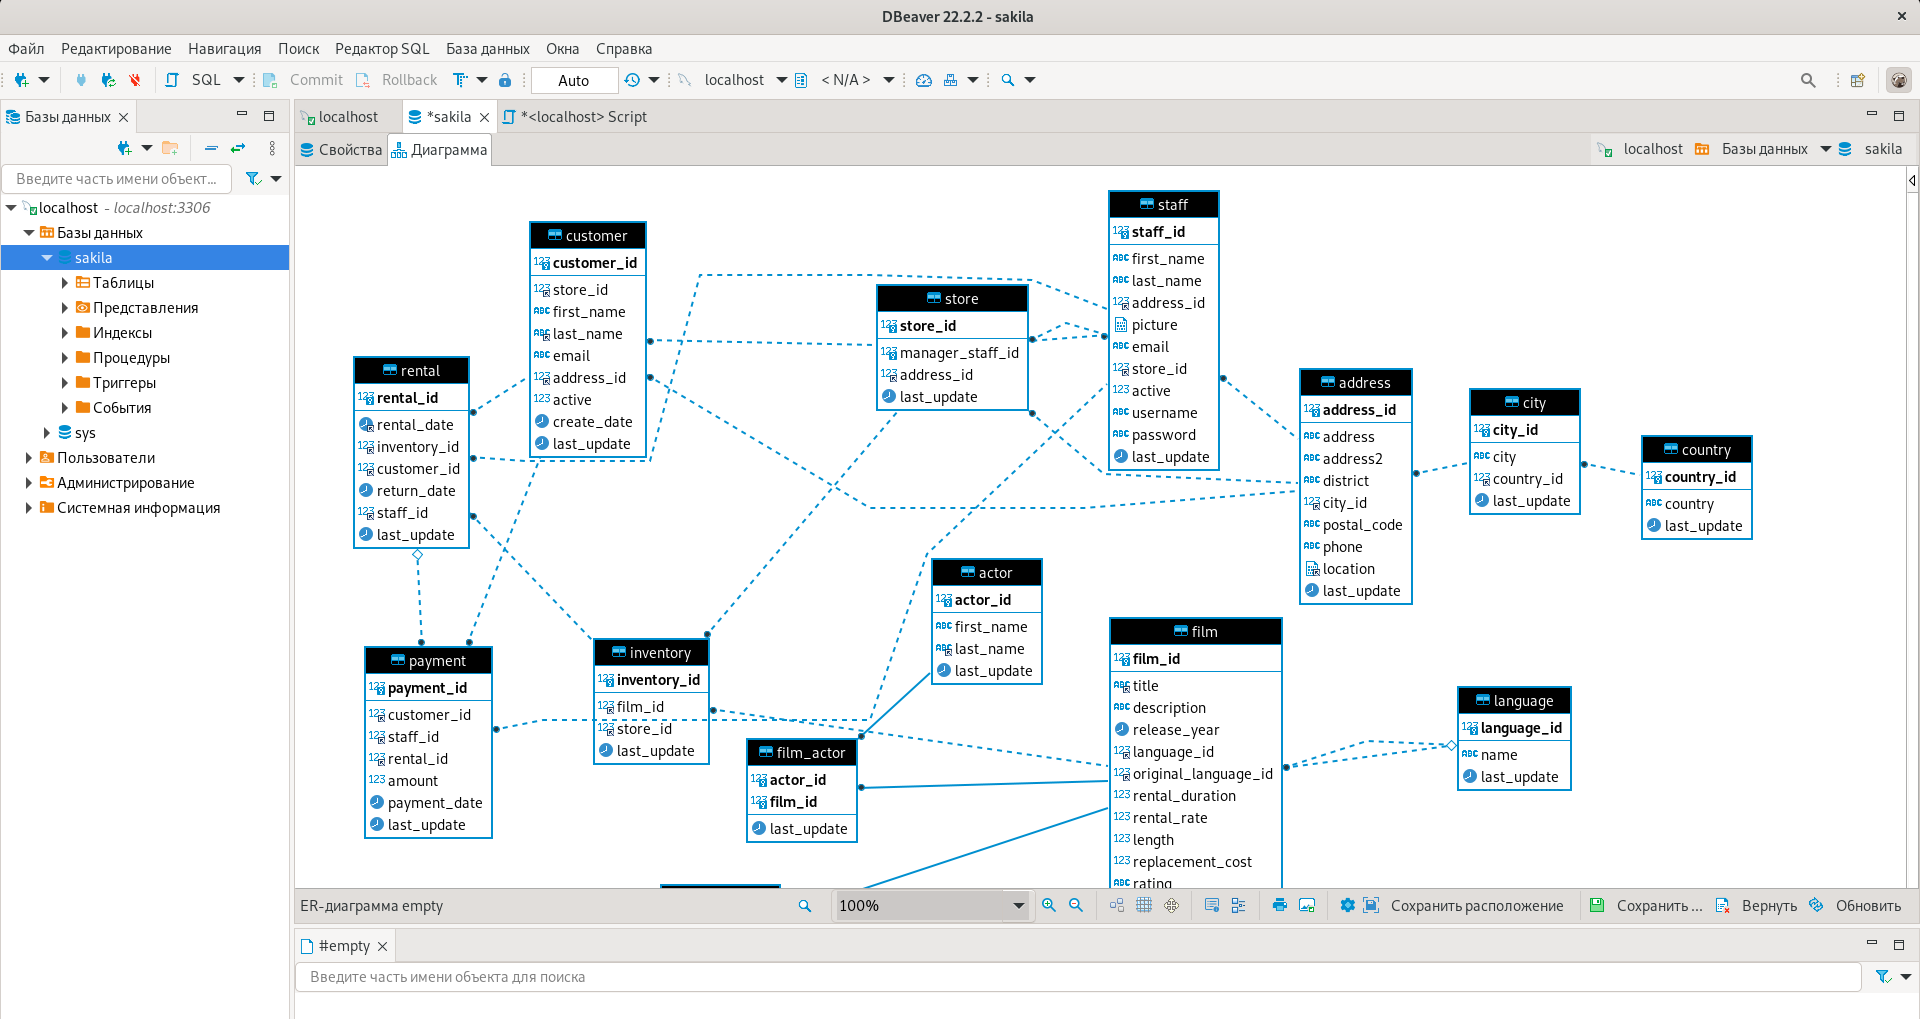 DBeaver 22.2.2 - sakila
Файл Редактирование Навигация Поиск Редактор SQL База данных Окна Справка
SQL Commit Rollback Auto localhost < N/A >
Базы данных
localhost *sakila *<localhost> Script
Свойства Диаграмма localhost Базы данных sakila
Введите часть имени объект...
localhost - localhost:3306
Базы данных
sakila
Таблицы
Представления
Индексы
Процедуры
Триггеры
События
sys
Пользователи
Администрирование
Системная информация
customer
customer_id
store_id
first_name
last_name
email
address_id
active
create_date
last_update
rental
rental_id
rental_date
inventory_id
customer_id
return_date
staff_id
last_update
store
store_id
manager_staff_id
address_id
last_update
staff
staff_id
first_name
last_name
address_id
picture
email
store_id
active
username
password
last_update
address
address_id
address
address2
district
city_id
postal_code
phone
location
last_update
city
city_id
city
country_id
last_update
country
country_id
country
last_update
payment
payment_id
customer_id
staff_id
rental_id
amount
payment_date
last_update
inventory
inventory_id
film_id
store_id
last_update
actor
actor_id
first_name
last_name
last_update
film_actor
actor_id
film_id
last_update
film
film_id
title
description
release_year
language_id
original_language_id
rental_duration
rental_rate
length
replacement_cost
rating
language
language_id
name
last_update
ER-диаграмма empty 100% Сохранить расположение Сохранить ... Вернуть Обновить
#empty
Введите часть имени объекта для поиска